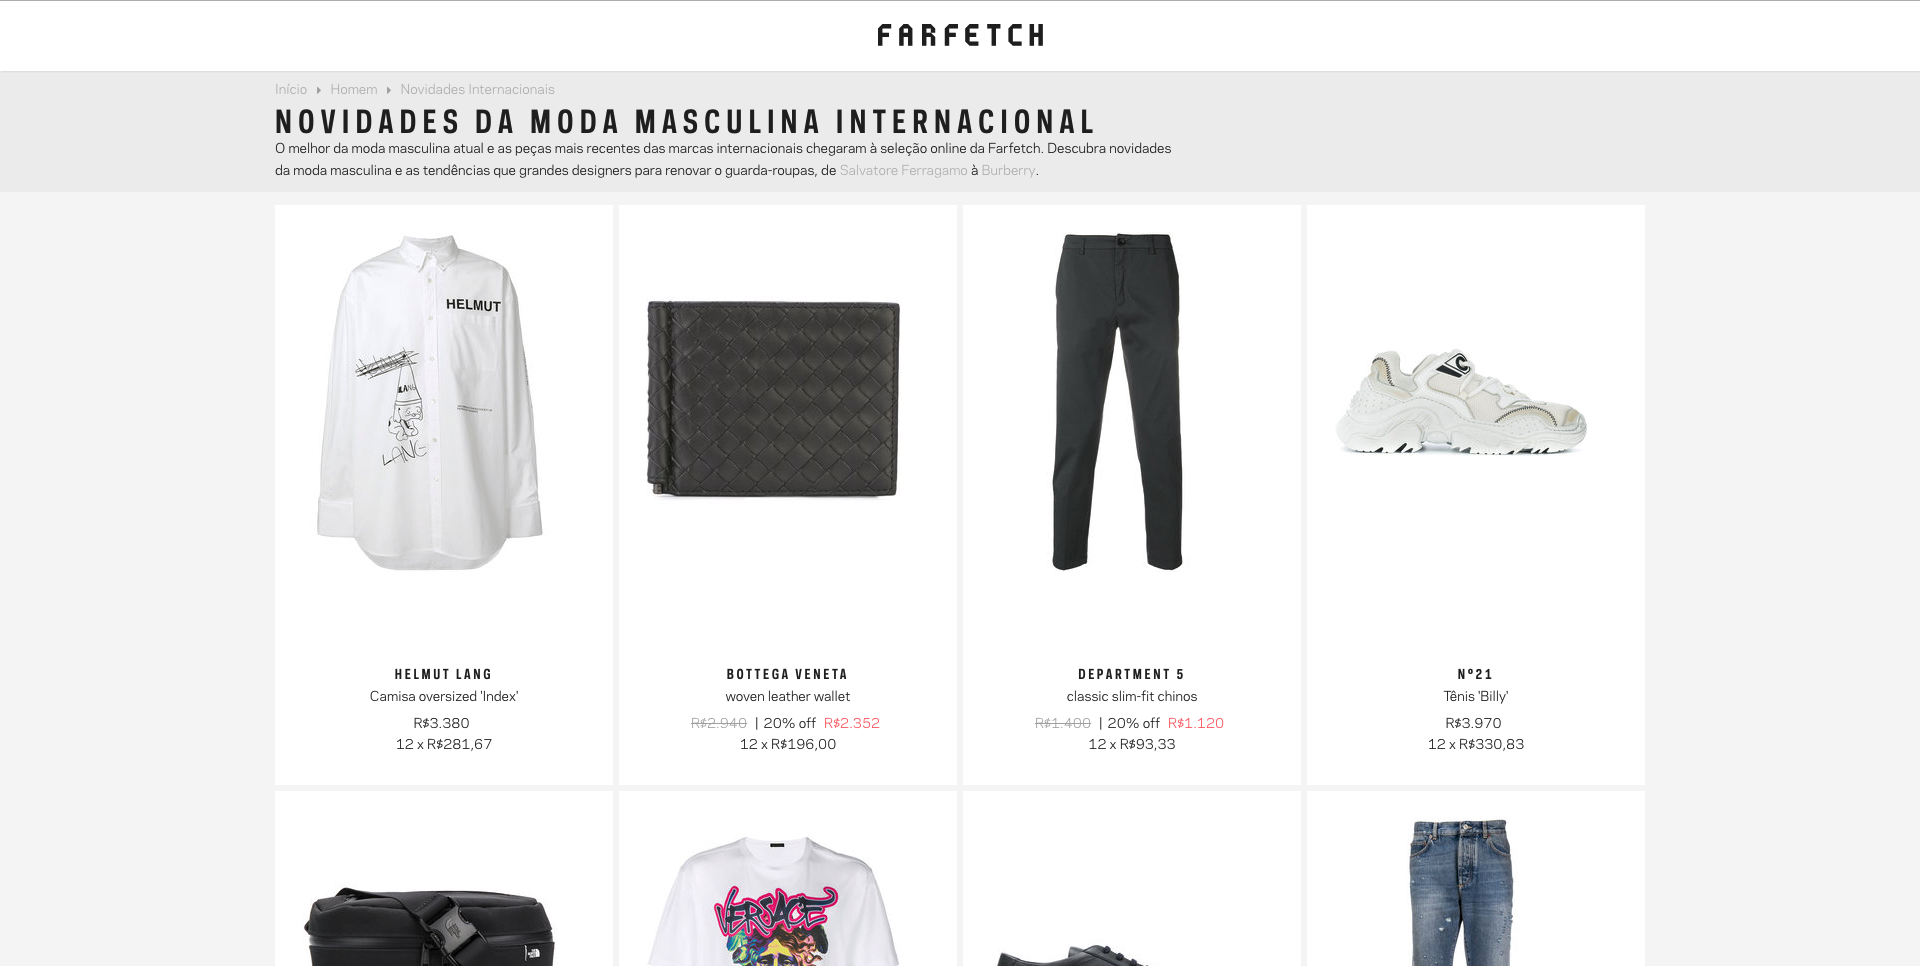 FARFETCH
Início ▸ Homem ▸ Novidades Internacionais
NOVIDADES DA MODA MASCULINA INTERNACIONAL
O melhor da moda masculina atual e as peças mais recentes das marcas internacionais chegaram à seleção online da Farfetch. Descubra novidades
da moda masculina e as tendências que grandes designers para renovar o guarda-roupas, de Salvatore Ferragamo à Burberry.
HELMUT
LANG
LANG
HELMUT LANG
Camisa oversized 'Index'
R$3.380
12 x R$281,67
BOTTEGA VENETA
woven leather wallet
R$2.940 | 20% off R$2.352
12 x R$196,00
DEPARTMENT 5
classic slim-fit chinos
R$1.400 | 20% off R$1.120
12 x R$93,33
Nº21
Tênis 'Billy'
R$3.970
12 x R$330,83
VERSACE